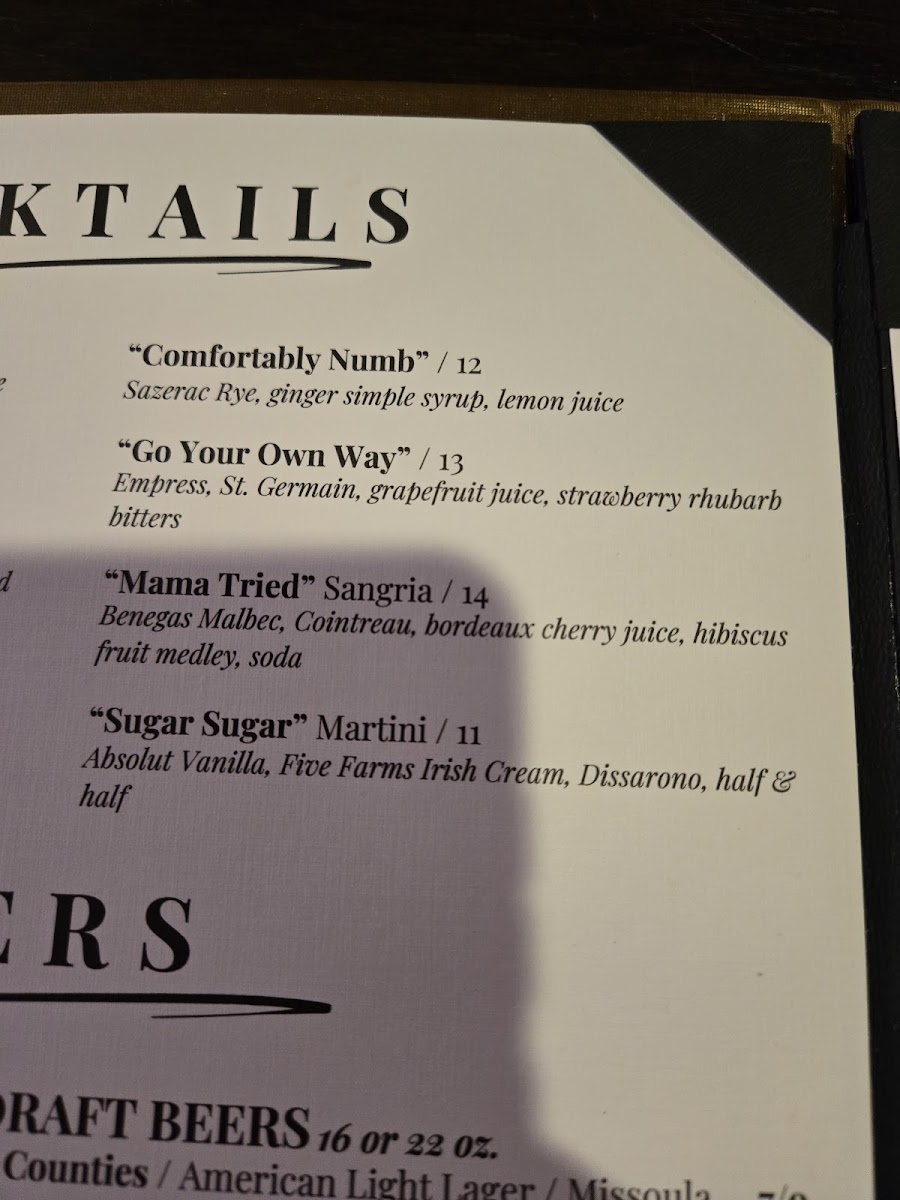 KTAILS
“Comfortably Numb” / 12
Sazerac Rye, ginger simple syrup, lemon juice
“Go Your Own Way” / 13
Empress, St. Germain, grapefruit juice, strawberry rhubarb
bitters
“Mama Tried” Sangria / 14
Benegas Malbec, Cointreau, bordeaux cherry juice, hibiscus
fruit medley, soda
“Sugar Sugar” Martini / 11
Absolut Vanilla, Five Farms Irish Cream, Dissarono, half &
half
ERS
DRAFT BEERS 16 or 22 oz.
Counties / American Light Lager / Missoula